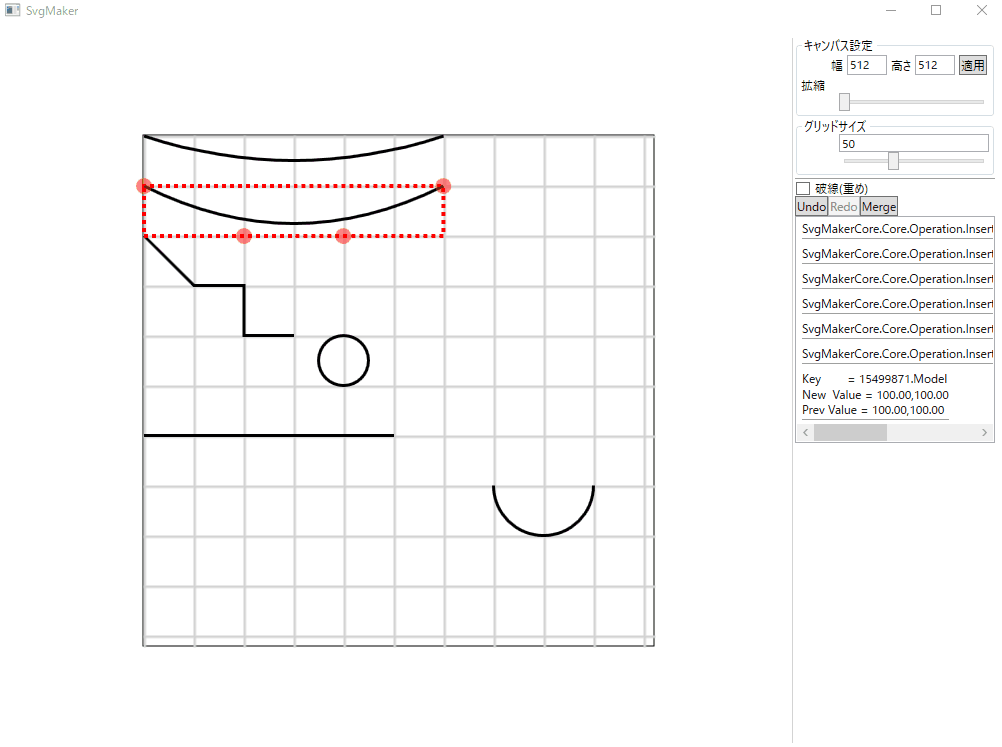 SvgMaker
キャンバス設定
幅 512 高さ 512 適用
拡縮
グリッドサイズ
50
破線(重め)
Undo Redo Merge
SvgMakerCore.Core.Operation.Insert
SvgMakerCore.Core.Operation.Insert
SvgMakerCore.Core.Operation.Insert
SvgMakerCore.Core.Operation.Insert
SvgMakerCore.Core.Operation.Insert
SvgMakerCore.Core.Operation.Insert
Key = 15499871.Model
New Value = 100.00,100.00
Prev Value = 100.00,100.00